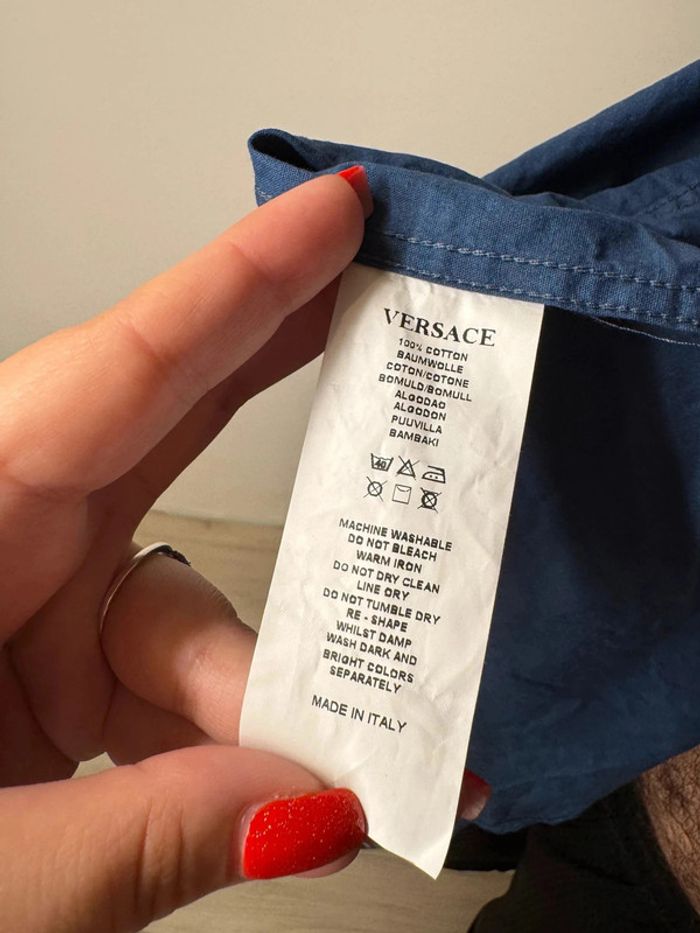 VERSACE
100% COTTON
BAUMWOLLE
COTON/COTONE
BOMULD/BOMULL
ALGODAO
ALGODON
PUUVILLA
BAMBAKI
40
MACHINE WASHABLE
DO NOT BLEACH
WARM IRON
DO NOT DRY CLEAN
LINE DRY
DO NOT TUMBLE DRY
RE - SHAPE
WHILST DAMP
WASH DARK AND
BRIGHT COLORS
SEPARATELY
MADE IN ITALY